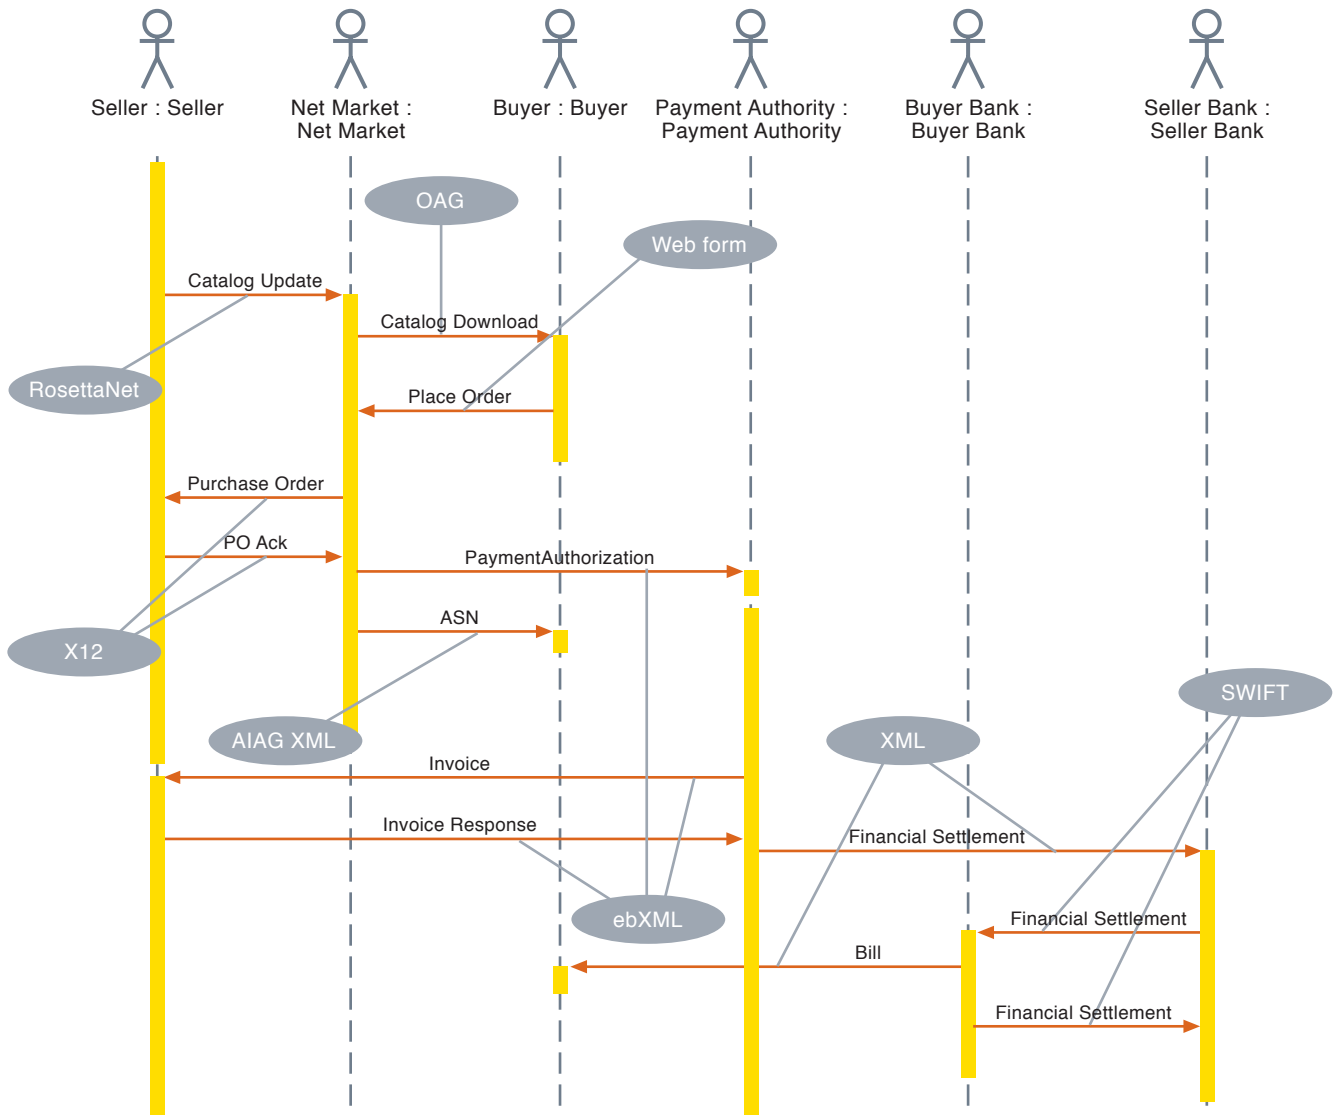 Seller : Seller
Net Market :
Net Market
Buyer : Buyer
Payment Authority :
Payment Authority
Buyer Bank :
Buyer Bank
Seller Bank :
Seller Bank
OAG
Web form
Catalog Update
Catalog Download
RosettaNet
Place Order
Purchase Order
PO Ack
PaymentAuthorization
ASN
X12
SWIFT
AIAG XML
XML
Invoice
Invoice Response
Financial Settlement
ebXML
Financial Settlement
Bill
Financial Settlement